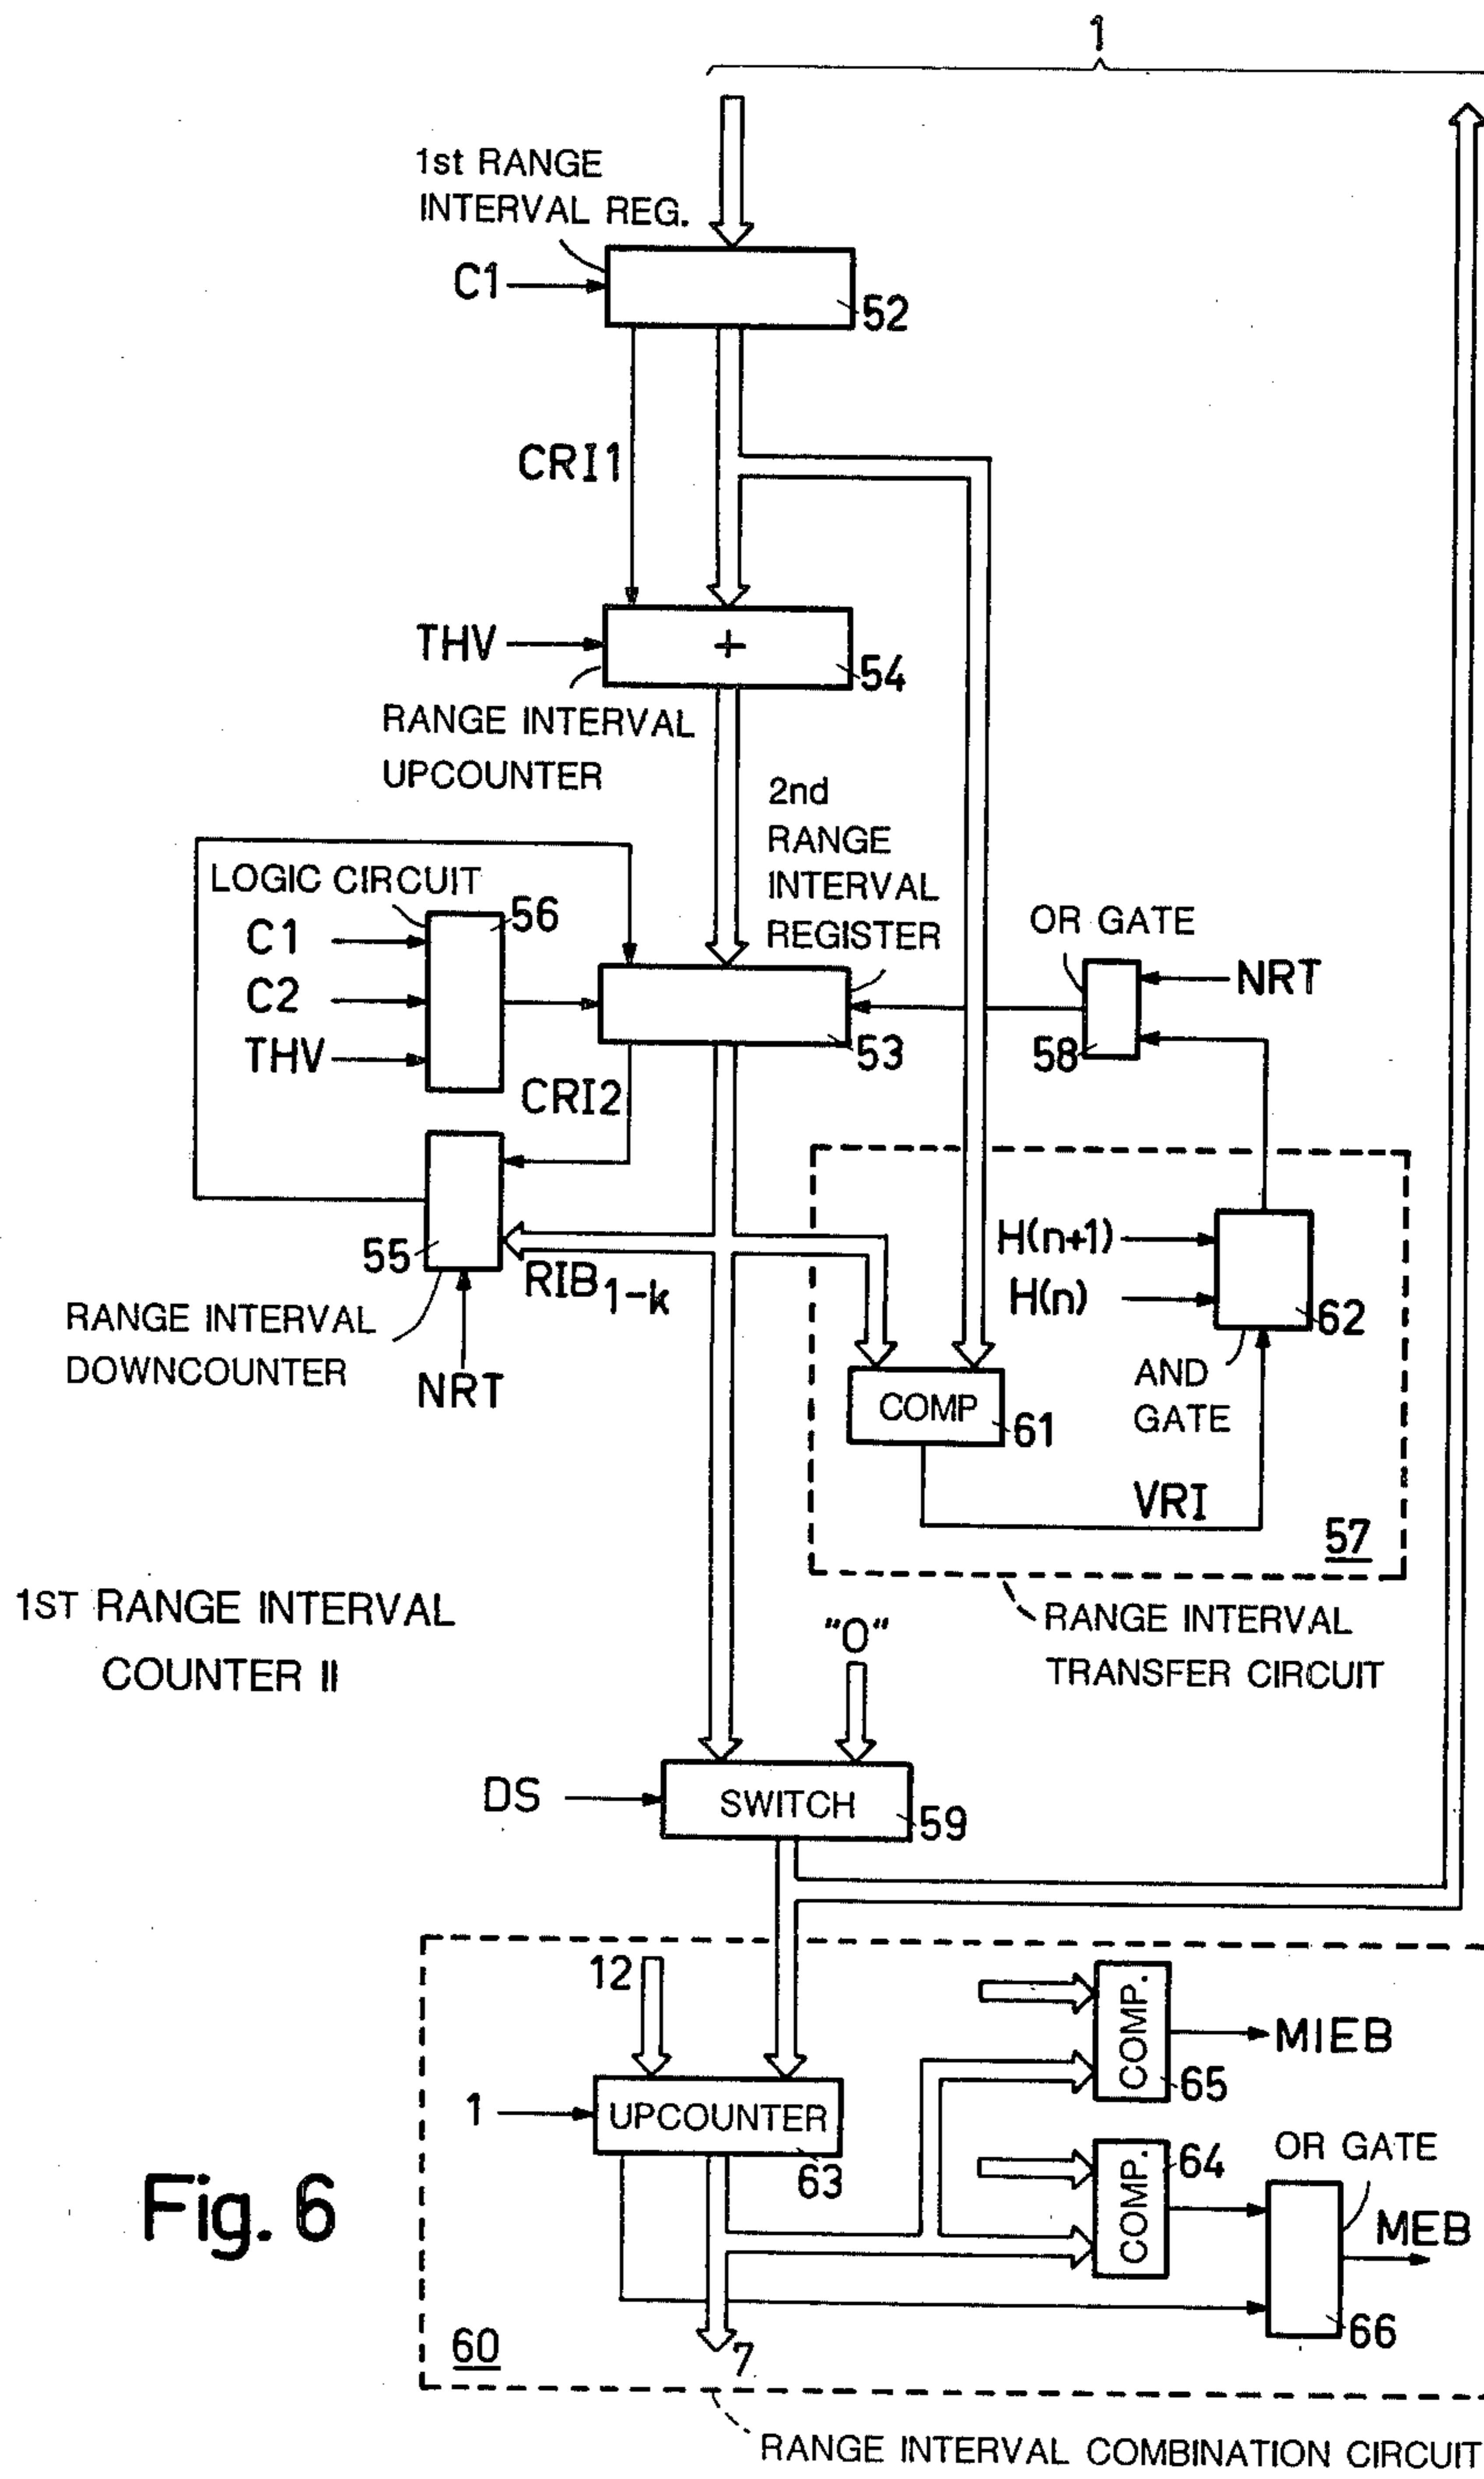 1
1st RANGE
INTERVAL REG.
C1
52
CRI1
THV
+
54
RANGE INTERVAL
UPCOUNTER
2nd
RANGE
INTERVAL
REGISTER
LOGIC CIRCUIT
56
C1
C2
THV
OR GATE
NRT
58
53
CRI2
55
RIB1-k
RANGE INTERVAL
DOWNCOUNTER
NRT
H(n+1)
H(n)
62
AND
GATE
COMP
61
VRI
57
1ST RANGE INTERVAL
COUNTER II
RANGE INTERVAL
TRANSFER CIRCUIT
"0"
DS
SWITCH
59
12
COMP.
MIEB
65
1
UPCOUNTER
63
COMP.
64
OR GATE
MEB
66
Fig. 6
60
7
RANGE INTERVAL COMBINATION CIRCUIT